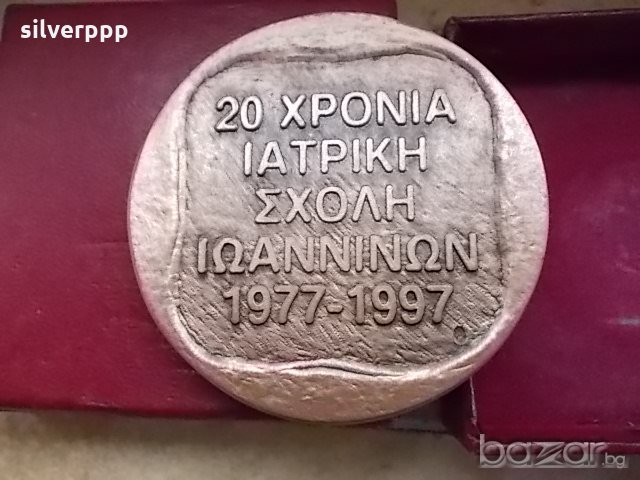 silverppp
20 ΧΡΟΝΙΑ
ΙΑΤΡΙΚΗ
ΣΧΟΛΗ
ΙΩΑΝΝΙΝΩΝ
1977-1997
bazar.bg